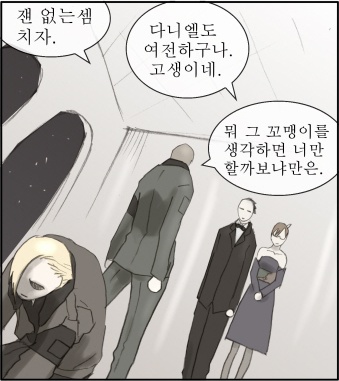 잰 없는셈
치자.
다니엘도
여전하구나.
고생이네.
뭐 그 꼬맹이를
생각하면 너만
할까보냐만은.